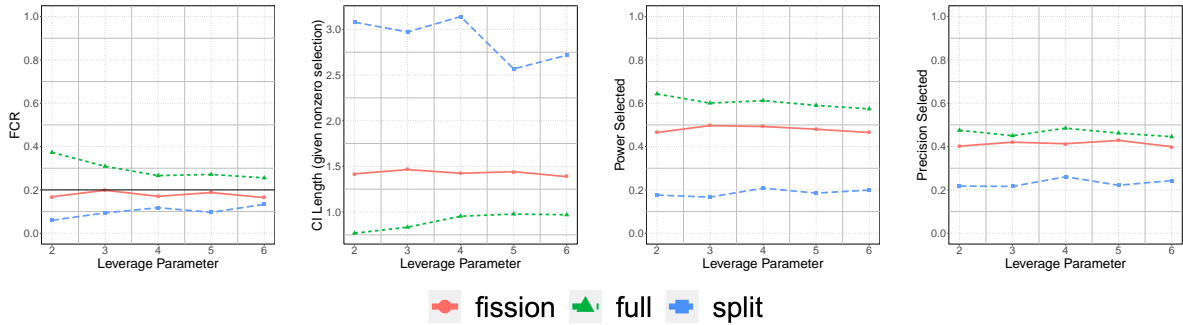 FCR
1.0
0.8
0.6
0.4
0.2
0.0
2 3 4 5 6
Leverage Parameter
CI Length (given nonzero selection)
3.0
2.5
2.0
1.5
1.0
2 3 4 5 6
Leverage Parameter
Power Selected
1.0
0.8
0.6
0.4
0.2
0.0
2 3 4 5 6
Leverage Parameter
Precision Selected
1.0
0.8
0.6
0.4
0.2
0.0
2 3 4 5 6
Leverage Parameter
fission full split